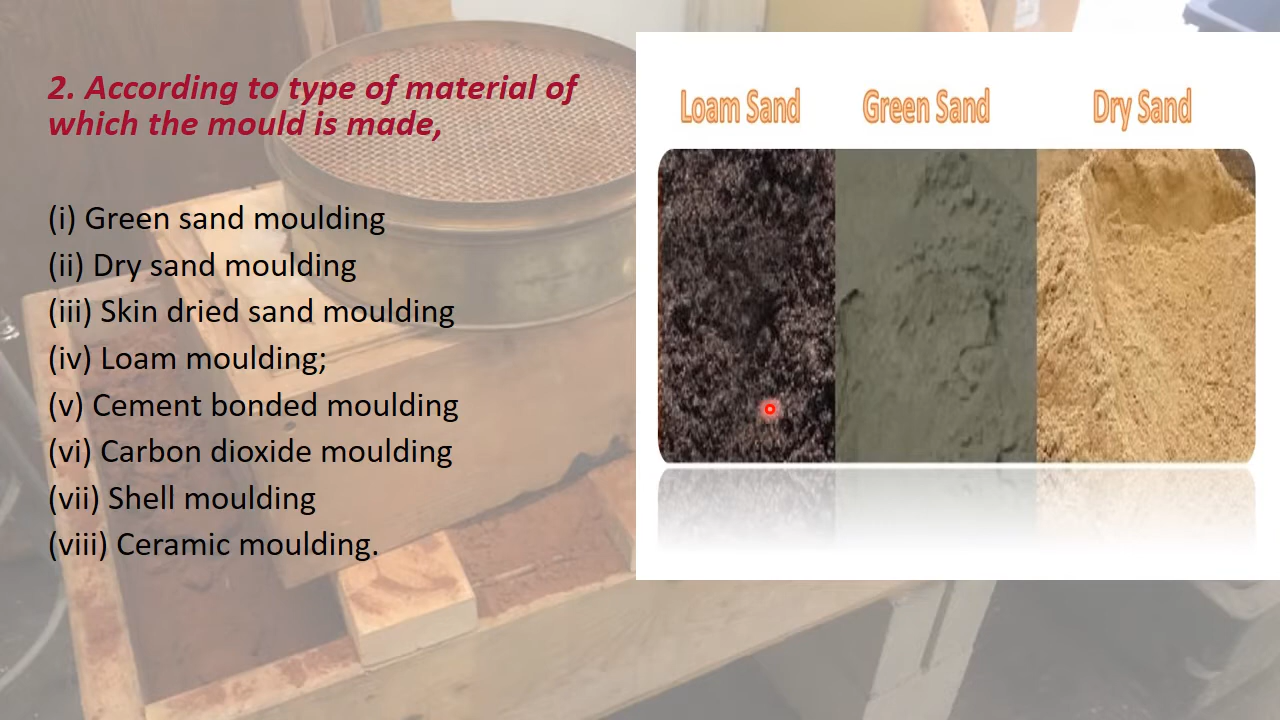 2. According to type of material of
which the mould is made,
(i) Green sand moulding
(ii) Dry sand moulding
(iii) Skin dried sand moulding
(iv) Loam moulding;
(v) Cement bonded moulding
(vi) Carbon dioxide moulding
(vii) Shell moulding
(viii) Ceramic moulding.
Loam Sand
Green Sand
Dry Sand